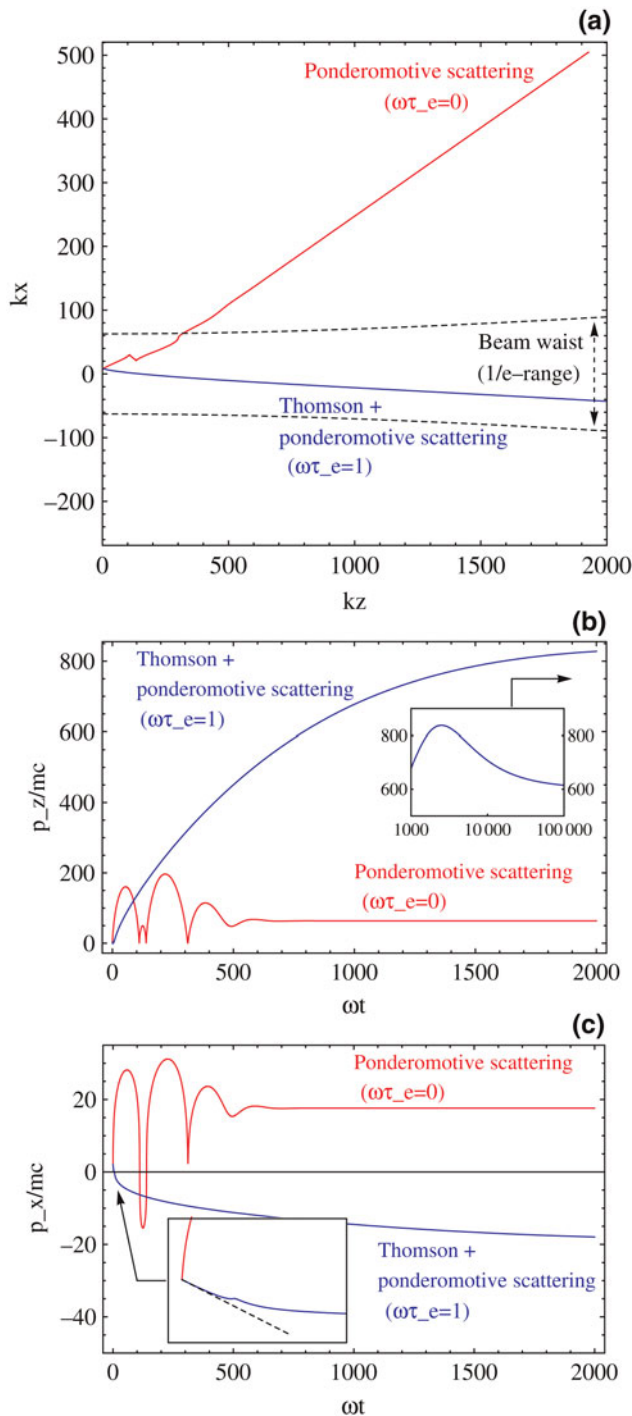 (a)
500
400
300
200
100
0
−100
−200
kx
Ponderomotive scattering
(ωτ_e=0)
Beam waist
(1/e−range)
Thomson +
ponderomotive scattering
(ωτ_e=1)
0
500
1000
1500
2000
kz
(b)
800
600
400
200
0
p_z/mc
Thomson +
ponderomotive scattering
(ωτ_e=1)
800
600
800
600
1000
10 000
100 000
Ponderomotive scattering
(ωτ_e=0)
0
500
1000
1500
2000
ωt
(c)
20
0
−20
−40
p_x/mc
Ponderomotive scattering
(ωτ_e=0)
Thomson +
ponderomotive scattering
(ωτ_e=1)
0
500
1000
1500
2000
ωt